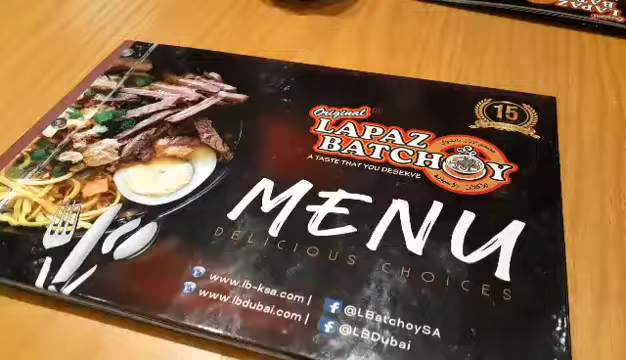 15
Original
LAPAZ
BATCHOY
A TASTE THAT YOU DESERVE
MENU
DELICIOUS CHOICES
www.lb-ksa.com |
@LBatchoySA
www.lbdubai.com |
@LBDubai
LAPAZ